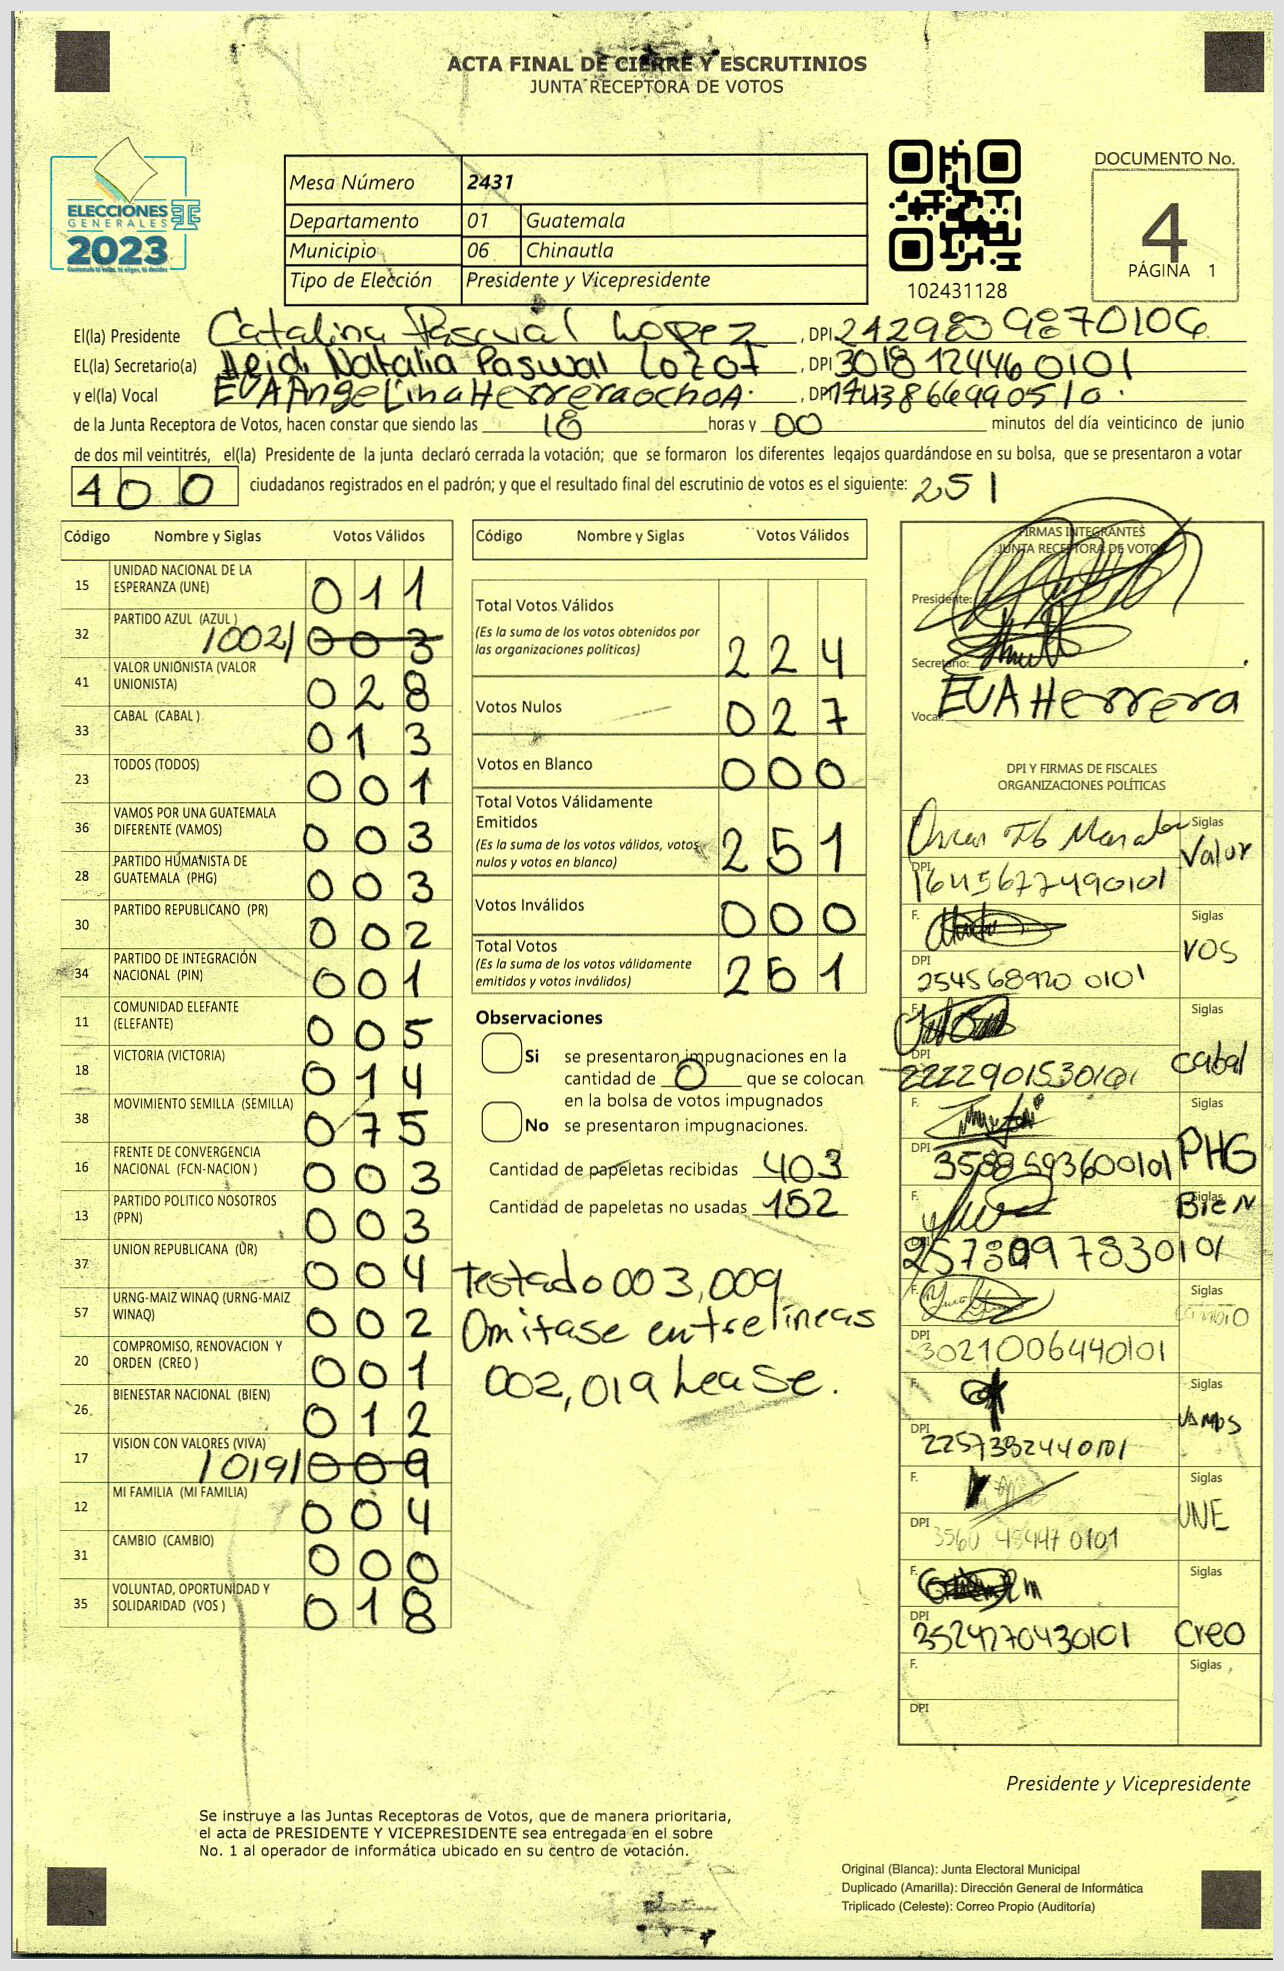 ACTA FINAL DE CIERRE Y ESCRUTINIOS
JUNTA RECEPTORA DE VOTOS
ELECCIONES
GENERALES
2023
Mesa Número 2431
Departamento 01 Guatemala
Municipio 06 Chinautla
Tipo de Elección Presidente y Vicepresidente
102431128
DOCUMENTO No.
4
PÁGINA 1
El(la) Presidente Catalina Pascual López, DPI
EL(la) Secretario(a) Heidi Natalia Pascual, DPI 3018 12446 0101
y el(la) Vocal EVA AngeLina Herrera ochoA, DPI 1743866990510.
de la Junta Receptora de Votos, hacen constar que siendo las 18 horas y 00 minutos del día veinticinco de junio
de dos mil veintitrés, el(la) Presidente de la junta declaró cerrada la votación; que se formaron los diferentes legajos guardándose en su bolsa, que se presentaron a votar
400 ciudadanos registrados en el padrón; y que el resultado final del escrutinio de votos es el siguiente: 251
Código Nombre y Siglas Votos Válidos
15 UNIDAD NACIONAL DE LA ESPERANZA (UNE) 011
32 PARTIDO AZUL (AZUL) /002/ 003
41 VALOR UNIONISTA (VALOR UNIONISTA) 028
33 CABAL (CABAL ) 013
23 TODOS (TODOS) 001
36 VAMOS POR UNA GUATEMALA DIFERENTE (VAMOS) 003
28 PARTIDO HUMANISTA DE GUATEMALA (PHG) 003
30 PARTIDO REPUBLICANO (PR) 002
34 PARTIDO DE INTEGRACIÓN NACIONAL (PIN) 001
11 COMUNIDAD ELEFANTE (ELEFANTE) 005
18 VICTORIA (VICTORIA) 014
38 MOVIMIENTO SEMILLA (SEMILLA) 075
16 FRENTE DE CONVERGENCIA NACIONAL (FCN-NACION ) 003
13 PARTIDO POLITICO NOSOTROS (PPN) 003
37 UNION REPUBLICANA (UR) 004
57 URNG-MAIZ WINAQ (URNG-MAIZ WINAQ) 002
20 COMPROMISO, RENOVACION Y ORDEN (CREO ) 001
26 BIENESTAR NACIONAL (BIEN) 012
17 VISION CON VALORES (VIVA) /019/ 009
12 MI FAMILIA (MI FAMILIA) 004
31 CAMBIO (CAMBIO) 000
35 VOLUNTAD, OPORTUNIDAD Y SOLIDARIDAD (VOS ) 018
Código Nombre y Siglas Votos Válidos
Total Votos Válidos
(Es la suma de los votos obtenidos por las organizaciones políticas) 224
Votos Nulos 027
Votos en Blanco 000
Total Votos Válidamente Emitidos
(Es la suma de los votos válidos, votos nulos y votos en blanco) 251
Votos Inválidos 000
Total Votos
(Es la suma de los votos válidamente emitidos y votos inválidos) 251
Observaciones
Si se presentaron impugnaciones en la
cantidad de 0 que se colocan
en la bolsa de votos impugnados
No se presentaron impugnaciones.
Cantidad de papeletas recibidas 403
Cantidad de papeletas no usadas 152
Testado 003,009
Omitase entrelíneas
002,019 Lease.
FIRMAS INTEGRANTES
JUNTA RECEPTORA DE VOTOS
Presidente:
Secretario:
Vocal EVA Herrera
DPI Y FIRMAS DE FISCALES
ORGANIZACIONES POLÍTICAS
Siglas Valor
DPI 1645677490101
F. Siglas VOS
DPI 254568920 0101
F. Siglas Cabal
DPI 2222901530101
F. Siglas PHG
DPI 3588593600101
F. Siglas BieN
DPI 2578097830101
F. Siglas
DPI 3021006440101
F. Siglas VAMOS
DPI 2257382440101
F. Siglas UNE
DPI 3560 48447 0101
F. Siglas Creo
DPI 3524270430101
F. Siglas
DPI
Presidente y Vicepresidente
Se instruye a las Juntas Receptoras de Votos, que de manera prioritaria,
el acta de PRESIDENTE Y VICEPRESIDENTE sea entregada en el sobre
No. 1 al operador de informática ubicado en su centro de votación.
Original (Blanca): Junta Electoral Municipal
Duplicado (Amarilla): Dirección General de Informática
Triplicado (Celeste): Correo Propio (Auditoría)